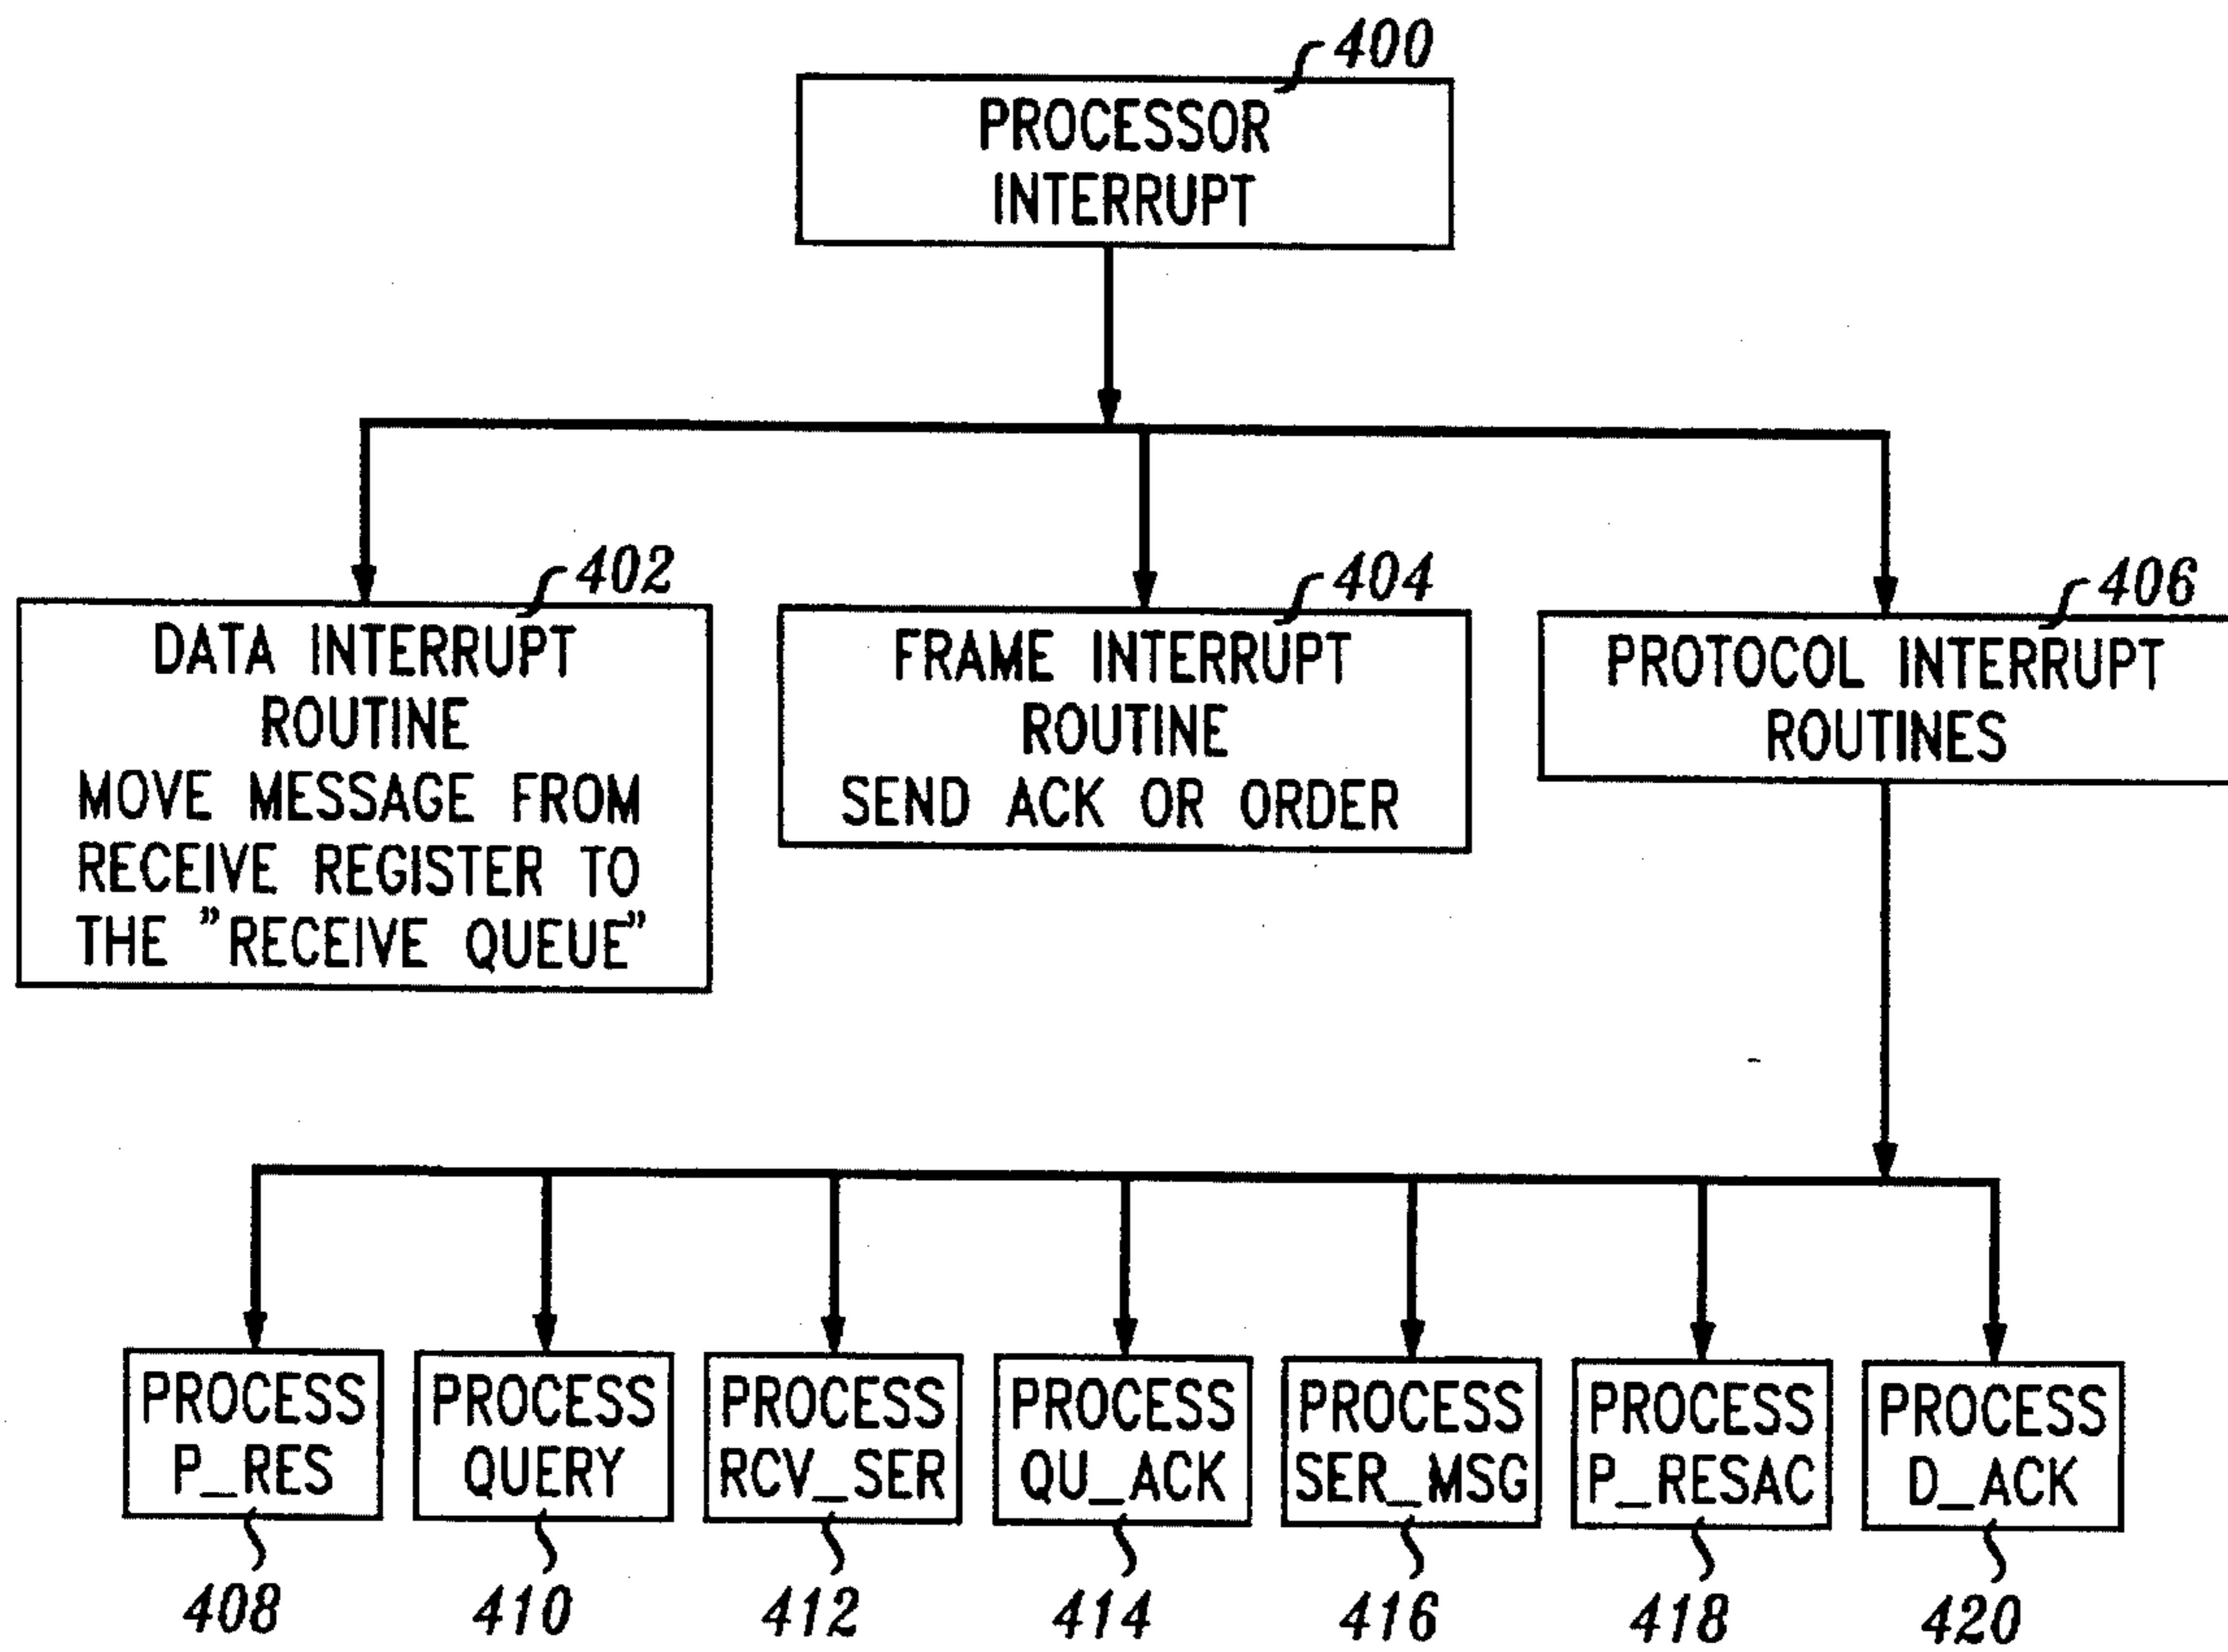 400
PROCESSOR
INTERRUPT
402
DATA INTERRUPT
ROUTINE
MOVE MESSAGE FROM
RECEIVE REGISTER TO
THE "RECEIVE QUEUE"
404
FRAME INTERRUPT
ROUTINE
SEND ACK OR ORDER
406
PROTOCOL INTERRUPT
ROUTINES
PROCESS
P_RES
408
PROCESS
QUERY
410
PROCESS
RCV_SER
412
PROCESS
QU_ACK
414
PROCESS
SER_MSG
416
PROCESS
P_RESAC
418
PROCESS
D_ACK
420